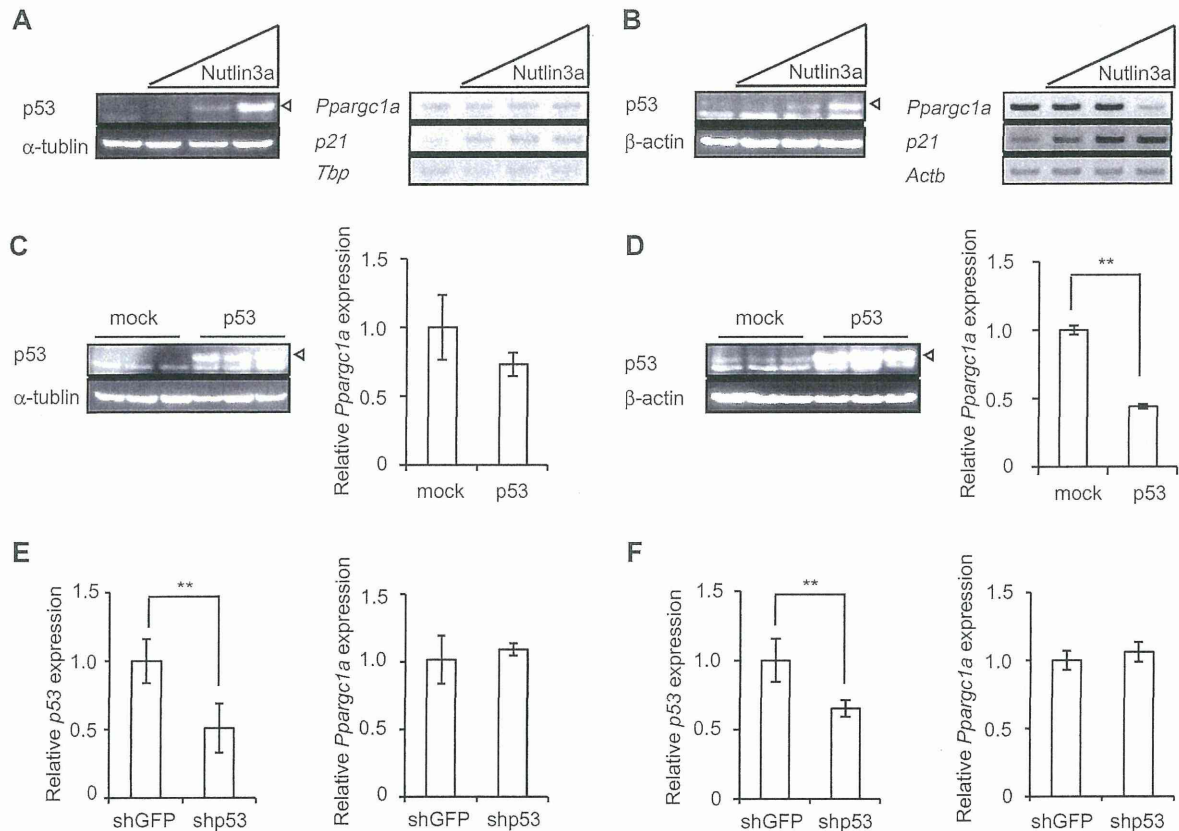 A
Nutlin3a
p53
α-tublin
Nutlin3a
Ppargc1a
p21
Tbp
B
Nutlin3a
p53
β-actin
Nutlin3a
Ppargc1a
p21
Actb
C
mock p53
p53
α-tublin
Relative Ppargc1a expression
1.5
1.0
0.5
0
mock p53
D
mock p53
p53
β-actin
Relative Ppargc1a expression
1.5
**
1.0
0.5
0
mock p53
E
Relative p53 expression
1.5
**
1.0
0.5
0
shGFP shp53
Relative Ppargc1a expression
1.5
1.0
0.5
0
shGFP shp53
F
Relative p53 expression
1.5
**
1.0
0.5
0
shGFP shp53
Relative Ppargc1a expression
1.5
1.0
0.5
0
shGFP shp53